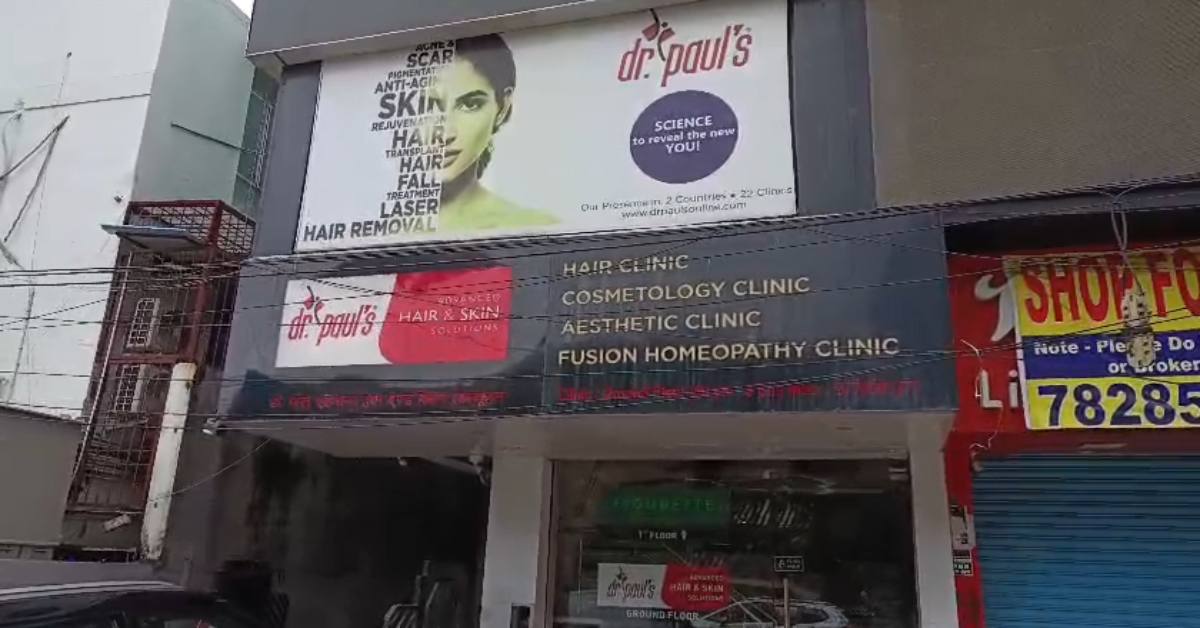 ACNE &
SCAR
PIGMENTATION
ANTI-AGING
SKIN
REJUVENATION
HAIR
TRANSPLANT
HAIR
FALL
TREATMENT
LASER
HAIR REMOVAL
dr. paul's
SCIENCE
to reveal the new
YOU!
Our Presence in: 2 Countries • 22 Clinics
www.drpaulsonline.com
dr. paul's
ADVANCED
HAIR & SKIN
SOLUTIONS
HAIR CLINIC
COSMETOLOGY CLINIC
AESTHETIC CLINIC
FUSION HOMEOPATHY CLINIC
SHOP FO
Note - Please Do
or Broker
78285
Li
1ST FLOOR
dr. paul's
ADVANCED
HAIR & SKIN
SOLUTIONS
GROUND FLOOR